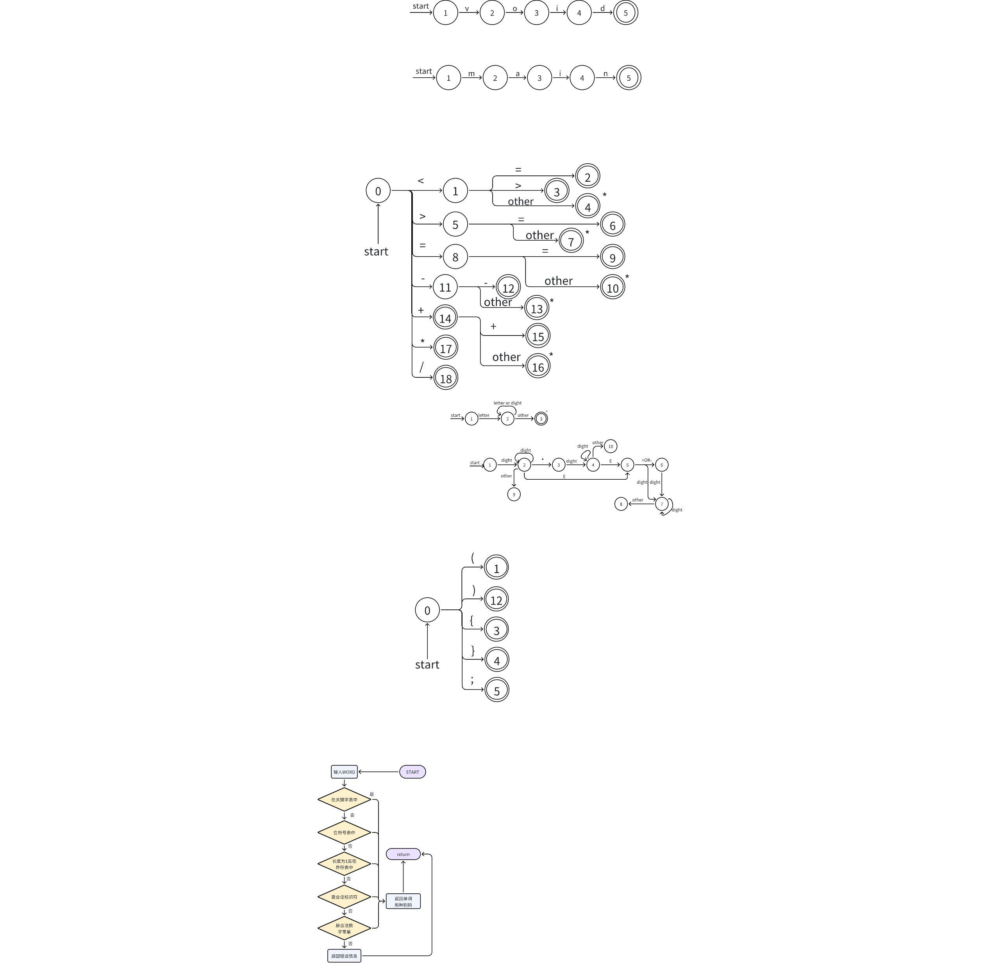 start 1 v 2 o 3 i 4 d 5
start 1 m 2 a 3 i 4 n 5
=
2
<
0
1
>
3
other
4
*
>
5
=
6
other
7
*
start
=
8
=
9
-
11
-
12
other
10
*
other
13
*
+
14
+
15
*
17
other
16
*
/
18
letter or dight
start 1 letter 2 other 3
*
other
10
dight
dight
start 1 dight 2 . 3 dight 4 E 5 +OR- 6
other
E
dight
dight
9
8
other
7
dight
(
1
)
12
0
{
3
}
4
start
;
5
输入WORD
START
在关键字表中
是
否
在符号表中
否
return
长度为1且在
界符表中
否
是合法标识符
返回单词
和种别码
否
是合法数
字常量
否
返回错误信息